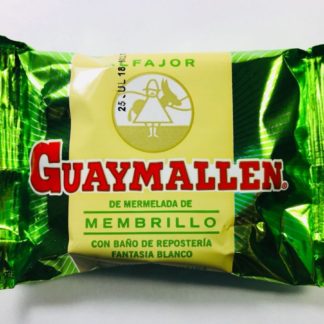 ALFAJOR
25 JUL 18
GUAYMALLEN®
DE MERMELADA DE
MEMBRILLO
CON BAÑO DE REPOSTERÍA
FANTASIA BLANCO